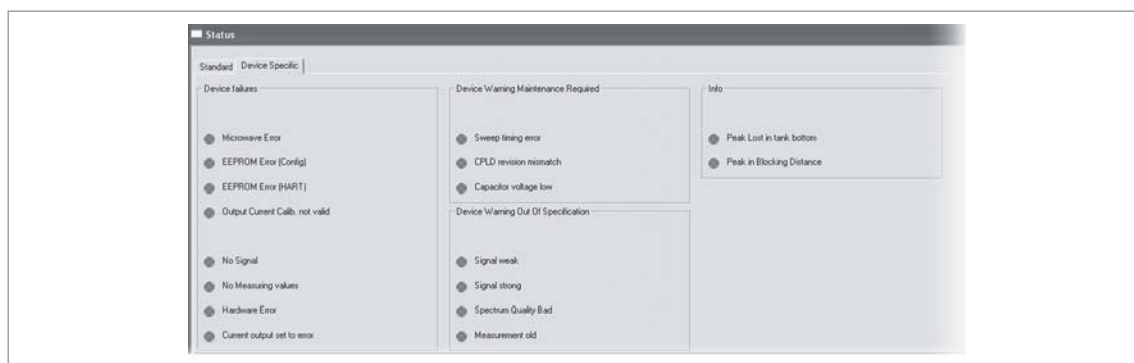 Status
Standard
Device Specific
Device failures
Microwave Error
EEPROM Error (Config)
EEPROM Error (HART)
Output Current Calib. not valid
No Signal
No Measuring values
Hardware Error
Current output set to error
Device Warning Maintenance Required
Sweep timing error
CPLD revision mismatch
Capacitor voltage low
Device Warning Out Of Specification
Signal weak
Signal strong
Spectrum Quality Bad
Measurement old
Info
Peak Lost in tank bottom
Peak in Blocking Distance